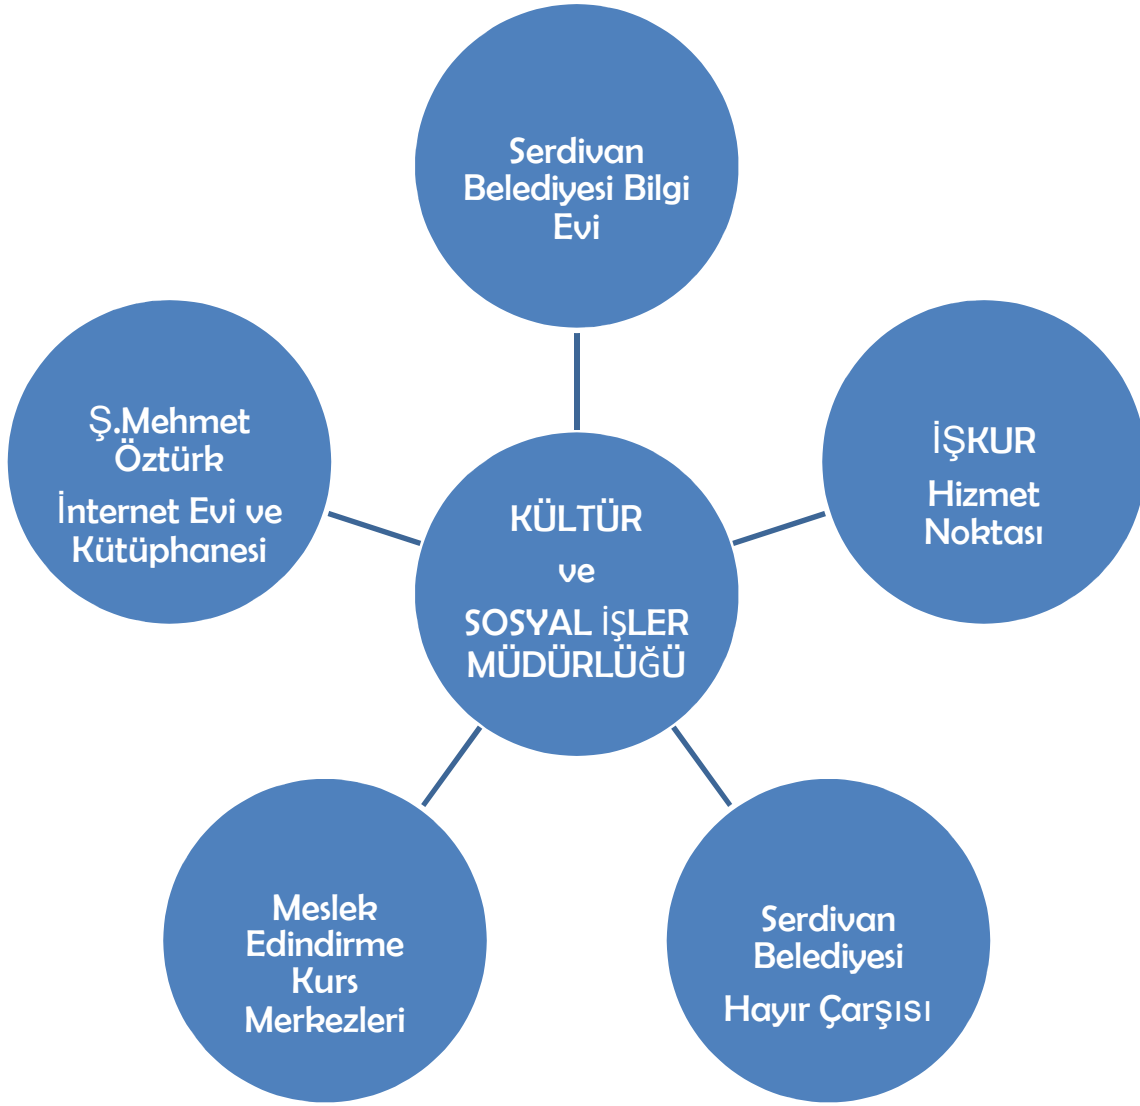 Serdivan
Belediyesi Bilgi
Evi
Ş.Mehmet
Öztürk
İnternet Evi ve
Kütüphanesi
İŞKUR
Hizmet
Noktası
KÜLTÜR
ve
SOSYAL İŞLER
MÜDÜRLÜĞÜ
Meslek
Edindirme
Kurs
Merkezleri
Serdivan
Belediyesi
Hayır Çarşısı